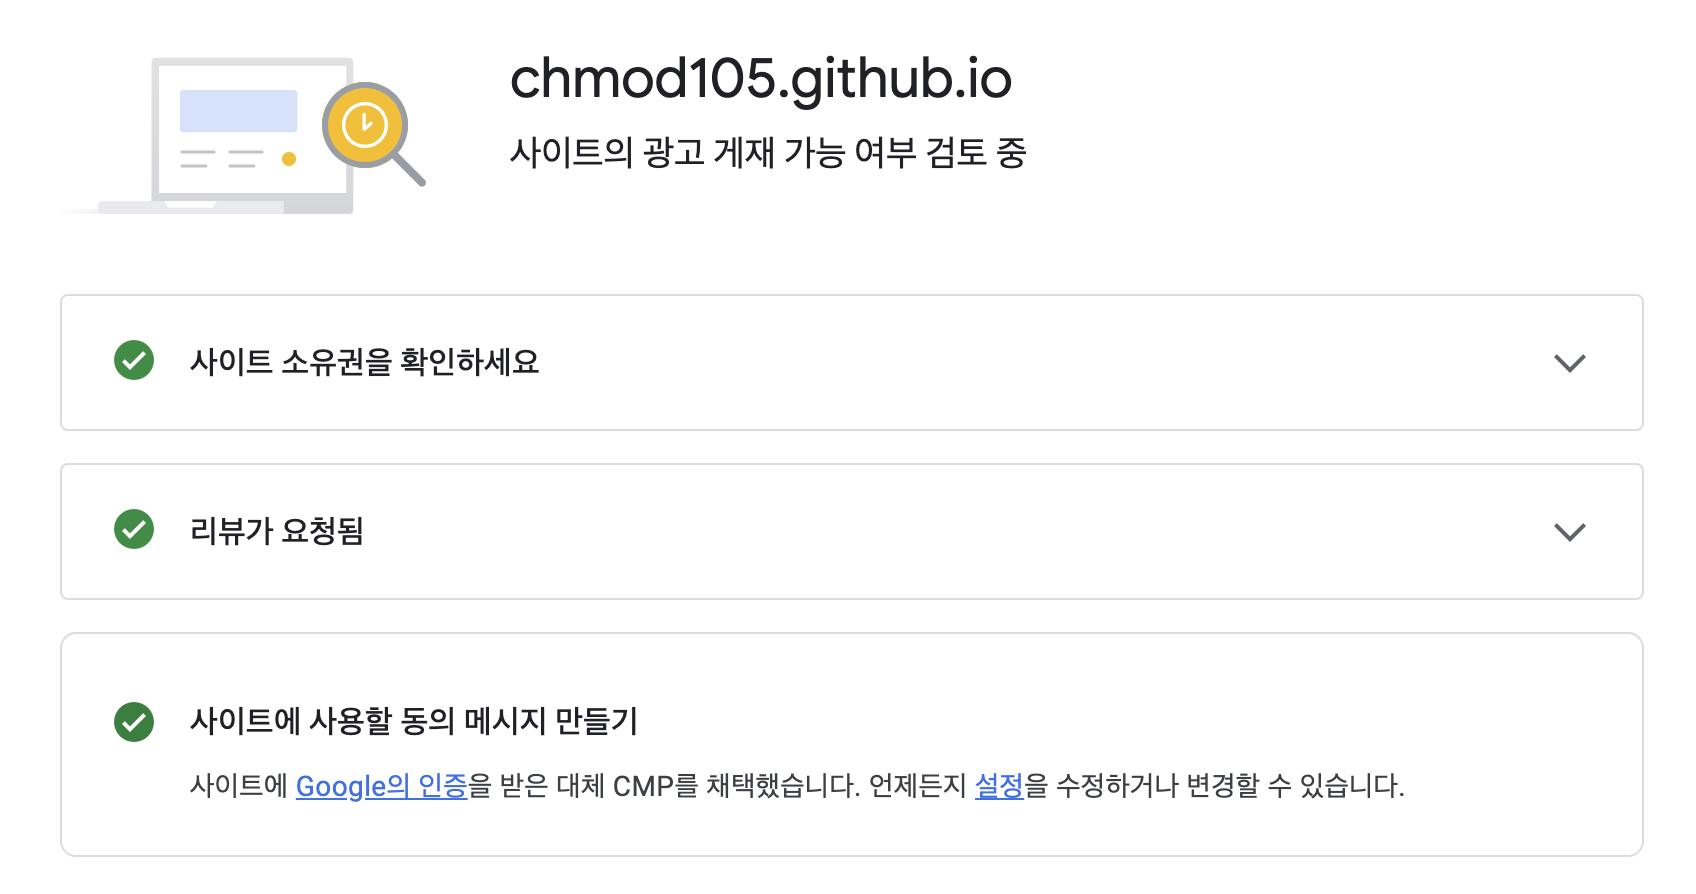 chmod105.github.io
사이트의 광고 게재 가능 여부 검토 중
사이트 소유권을 확인하세요
리뷰가 요청됨
사이트에 사용할 동의 메시지 만들기
사이트에 Google의 인증을 받은 대체 CMP를 채택했습니다. 언제든지 설정을 수정하거나 변경할 수 있습니다.